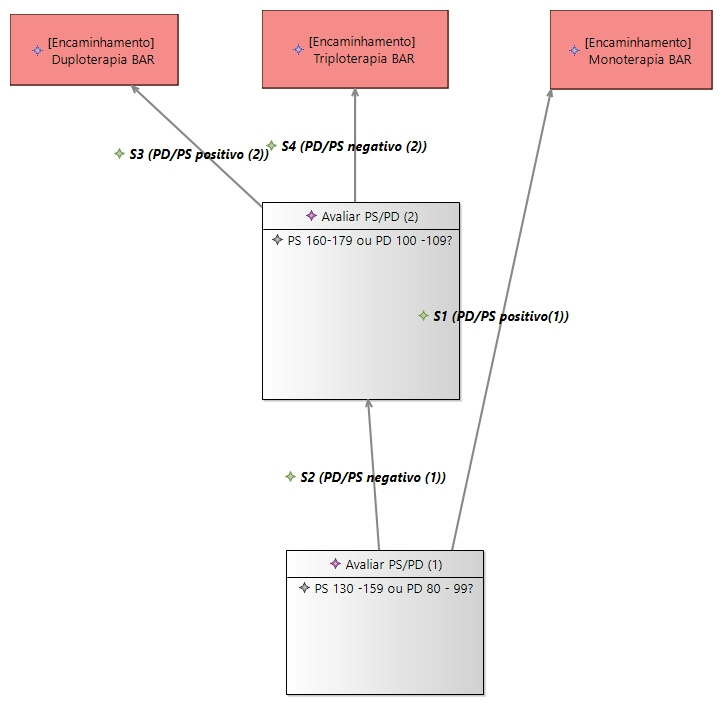 [Encaminhamento]
Duploterapia BAR
[Encaminhamento]
Triploterapia BAR
[Encaminhamento]
Monoterapia BAR
S3 (PD/PS positivo (2))
S4 (PD/PS negativo (2))
Avaliar PS/PD (2)
PS 160-179 ou PD 100 -109?
S1 (PD/PS positivo(1))
S2 (PD/PS negativo (1))
Avaliar PS/PD (1)
PS 130 -159 ou PD 80 - 99?